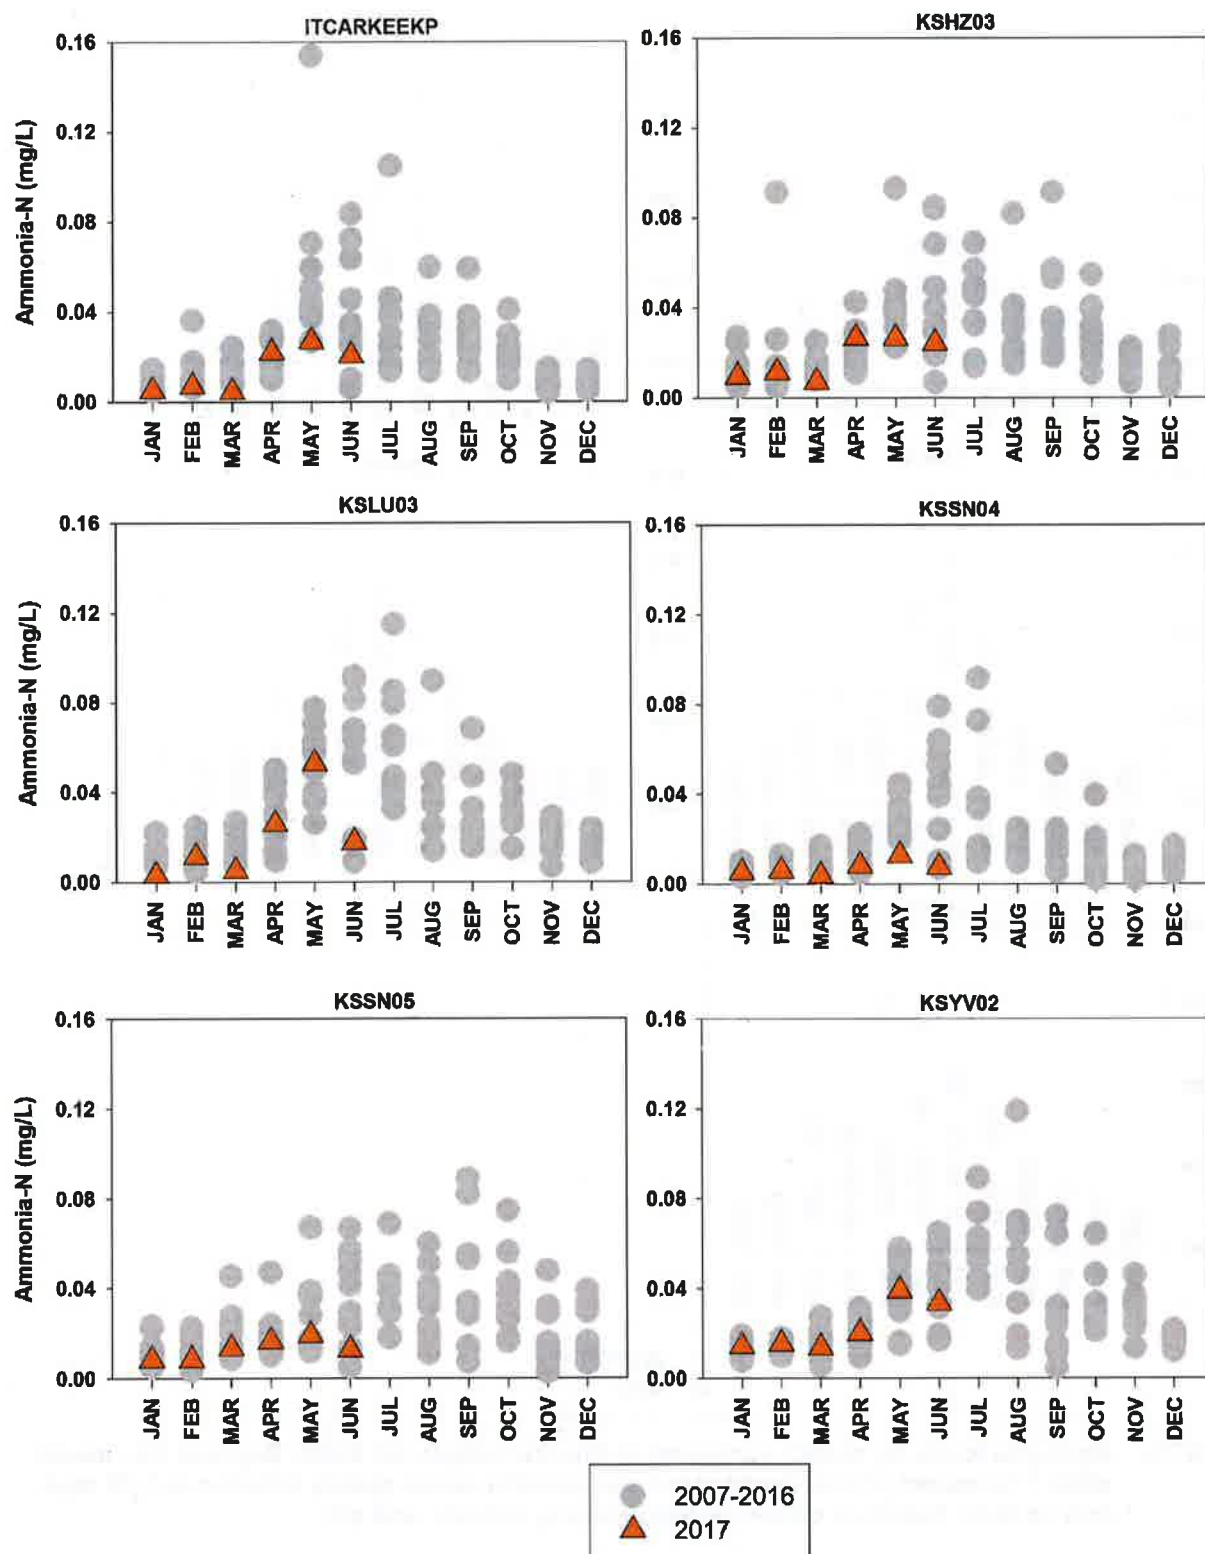 ITCARKEEKP
KSHZ03
Ammonia-N (mg/L)
0.16
0.12
0.08
0.04
0.00
JAN FEB MAR APR MAY JUN JUL AUG SEP OCT NOV DEC
0.16
0.12
0.08
0.04
0.00
JAN FEB MAR APR MAY JUN JUL AUG SEP OCT NOV DEC
KSLU03
KSSN04
Ammonia-N (mg/L)
0.16
0.12
0.08
0.04
0.00
JAN FEB MAR APR MAY JUN JUL AUG SEP OCT NOV DEC
0.16
0.12
0.08
0.04
0.00
JAN FEB MAR APR MAY JUN JUL AUG SEP OCT NOV DEC
KSSN05
KSYV02
Ammonia-N (mg/L)
0.16
0.12
0.08
0.04
0.00
JAN FEB MAR APR MAY JUN JUL AUG SEP OCT NOV DEC
0.16
0.12
0.08
0.04
0.00
JAN FEB MAR APR MAY JUN JUL AUG SEP OCT NOV DEC
2007-2016
2017